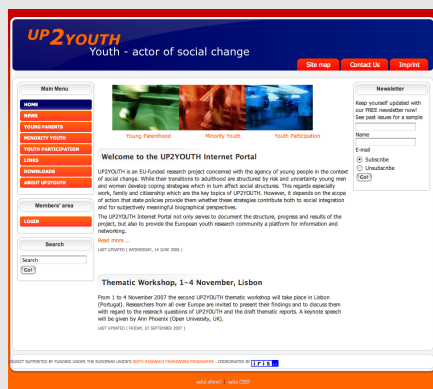 UP2YOUTH
Youth - actor of social change
Site map
Contact Us
Imprint
Main Menu
HOME
NEWS
YOUNG PARENTS
MINORITY YOUTH
YOUTH PARTICIPATION
LINKS
DOWNLOADS
ABOUT UP2YOUTH
Members' area
LOGIN
Search
Search
Go!
Young Parenthood
Minority Youth
Youth Participation
Welcome to the UP2YOUTH Internet Portal
UP2YOUTH is an EU-funded research project concerned with the agency of young people in the context
of social change. While their transitions to adulthood are structured by risk and uncertainty young men
and women develop coping strategies which in turn affect social structures. This regards especially
work, family and citizenship which are the key topics of UP2YOUTH. However, it depends on the scope
of action that state policies provide them whether these strategies contribute both to social integration
and for subjectively meaningful biographical perspectives.
The UP2YOUTH Internet Portal not only serves to document the structure, progress and results of the
project, but also to provide the European youth research community a platform for information and
networking.
Read more ...
LAST UPDATED ( WEDNESDAY, 14 JUNE 2006 )
Thematic Workshop, 1-4 November, Lisbon
From 1 to 4 November 2007 the second UP2YOUTH thematic workshop will take place in Lisbon
(Portugal). Researchers from all over Europe are invited to present their findings and to discuss them
with regard to the research questions of UP2YOUTH and the draft thematic reports. A keynote speech
will be given by Ann Phoenix (Open University, UK).
LAST UPDATED ( FRIDAY, 07 SEPTEMBER 2007 )
Newsletter
Keep yourself updated with
our FREE newsletter now!
See past issues for a sample
Name
E-mail
Subscribe
Unsubscribe
Go!
SUPPORTED BY FUNDING UNDER THE EUROPEAN UNION'S SIXTH RESEARCH FRAMEWORK PROGRAMME - COORDINATED BY iris
valid xhtml? | valid CSS?